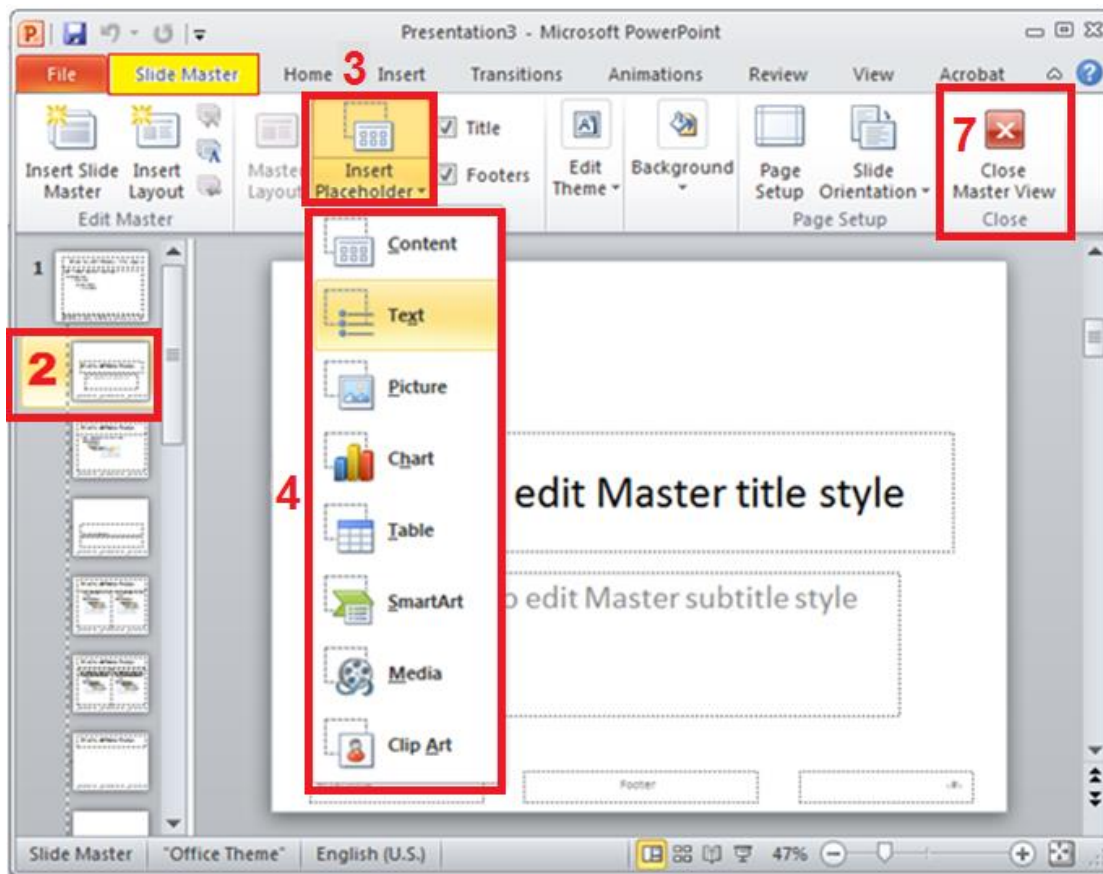 Presentation3 - Microsoft PowerPoint
File Slide Master Home 3 Insert Transitions Animations Review View Acrobat
7
Insert Slide Master
Insert Layout
Edit Master
Master Layout
Insert Placeholder
Title
Footers
Edit Theme
Background
Page Setup
Slide Orientation
Page Setup
Close Master View
Close
1
2
4
Content
Text
Picture
Chart
Table
SmartArt
Media
Clip Art
edit Master title style
edit Master subtitle style
Footer
Slide Master "Office Theme" English (U.S.) 47%